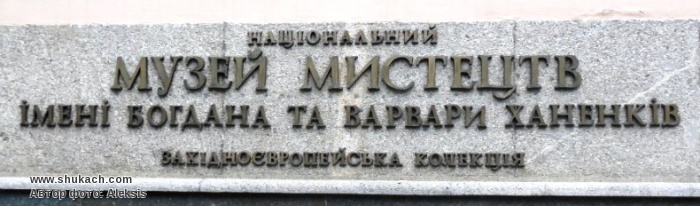 НАЦІОНАЛЬНИЙ
МУЗЕЙ МИСТЕЦТВ
ІМЕНІ БОГДАНА ТА ВАРВАРИ ХАНЕНКІВ
ЗАХІДНОЄВРОПЕЙСЬКА КОЛЕКЦІЯ
www.shukach.com
Автор фото: Aleksis